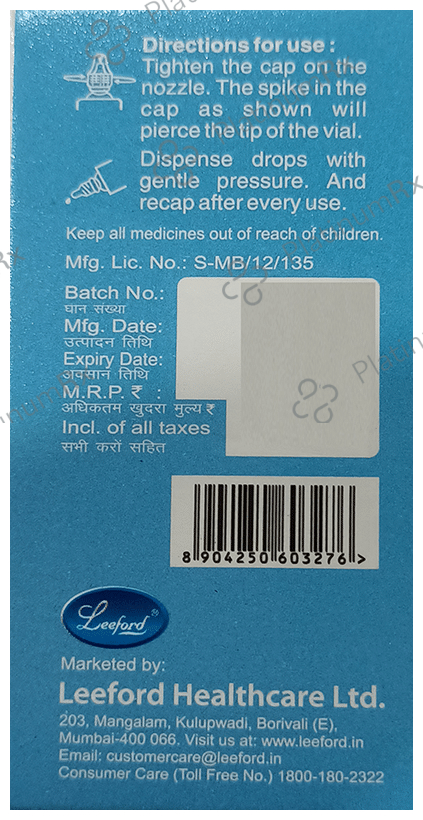 Directions for use :
Tighten the cap on the
nozzle. The spike in the
cap as shown will
pierce the tip of the vial.
Dispense drops with
gentle pressure. And
recap after every use.
Keep all medicines out of reach of children.
Mfg. Lic. No.: S-MB/12/135
Batch No.:
घान संख्या
Mfg. Date:
उत्पादन तिथि
Expiry Date:
अवसान तिथि
M.R.P. ₹ :
अधिकतम खुदरा मुल्य ₹
Incl. of all taxes
सभी करों सहित
8 904250 603276 >
Leeford®
Marketed by:
Leeford Healthcare Ltd.
203, Mangalam, Kulupwadi, Borivali (E),
Mumbai-400 066. Visit us at: www.leeford.in
Email: customercare@leeford.in
Consumer Care (Toll Free No.) 1800-180-2322